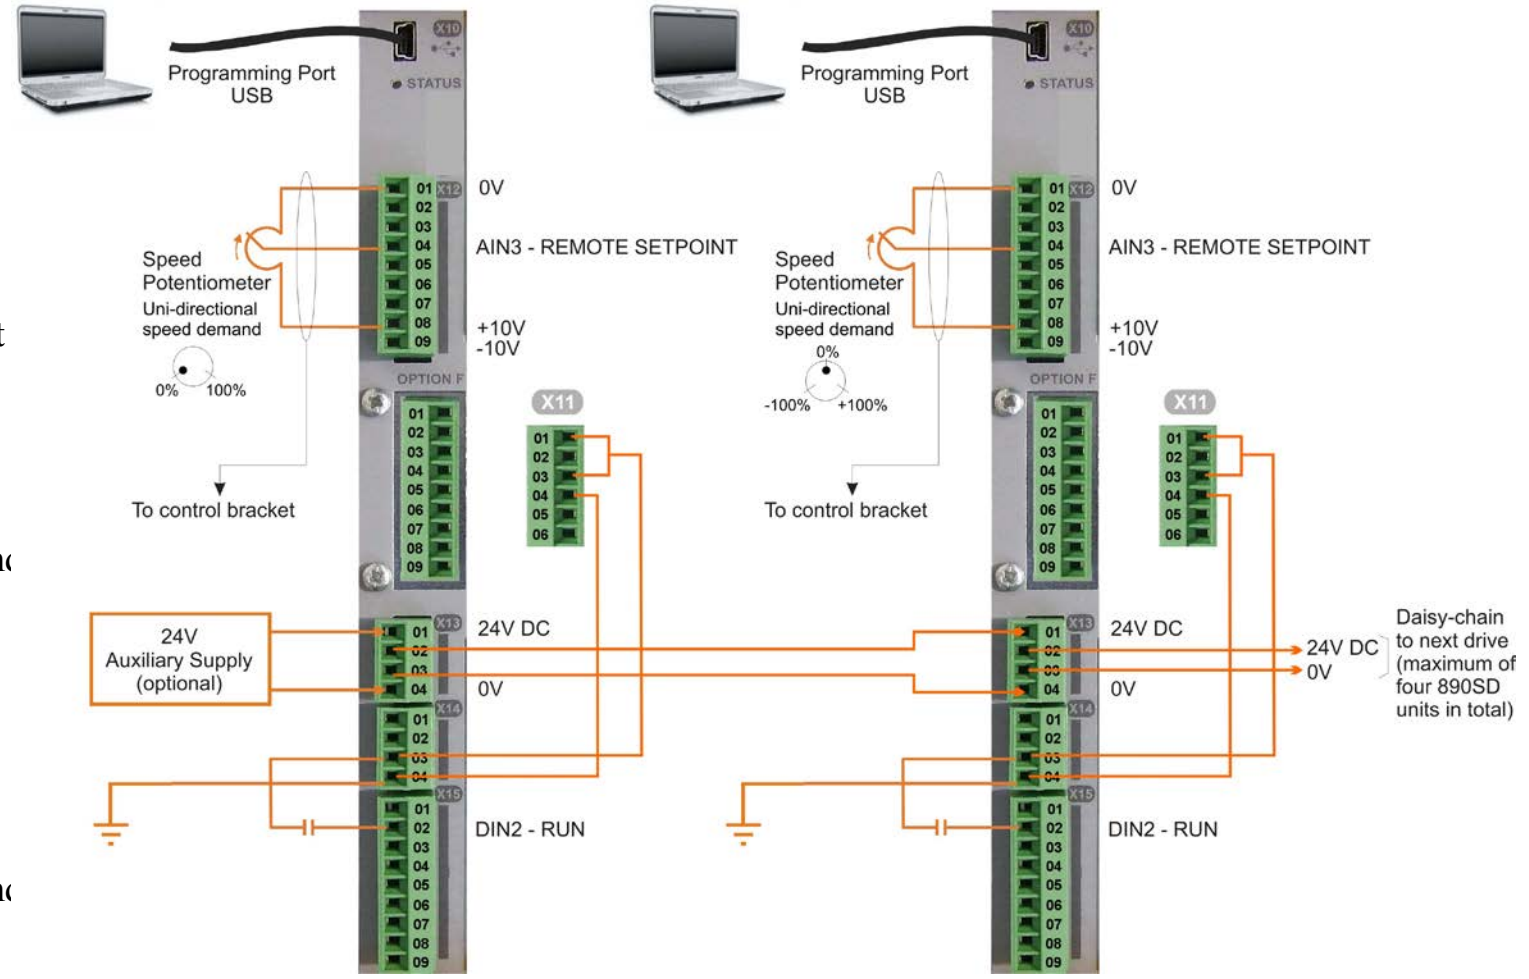 X10
Programming Port
USB
STATUS
01 X12 0V
02
03
04 AIN3 - REMOTE SETPOINT
05
06
07
08 +10V
09 -10V
Speed
Potentiometer
Uni-directional
speed demand
0% 100%
To control bracket
OPTION F
01
02
03
04
05
06
07
08
09
X11
01
02
03
04
05
06
24V
Auxiliary Supply
(optional)
X13
01 24V DC
02
03
04 0V
X14
01
02
03
04
X15
01
02 DIN2 - RUN
03
04
05
06
07
08
09
X10
Programming Port
USB
STATUS
01 X12 0V
02
03
04 AIN3 - REMOTE SETPOINT
05
06
07
08 +10V
09 -10V
Speed
Potentiometer
Uni-directional
speed demand
0%
-100% +100%
To control bracket
OPTION F
01
02
03
04
05
06
07
08
09
X11
01
02
03
04
05
06
X13
01 24V DC
02
03
04 0V
24V DC
0V
Daisy-chain
to next drive
(maximum of
four 890SD
units in total)
X14
01
02
03
04
X15
01
02 DIN2 - RUN
03
04
05
06
07
08
09